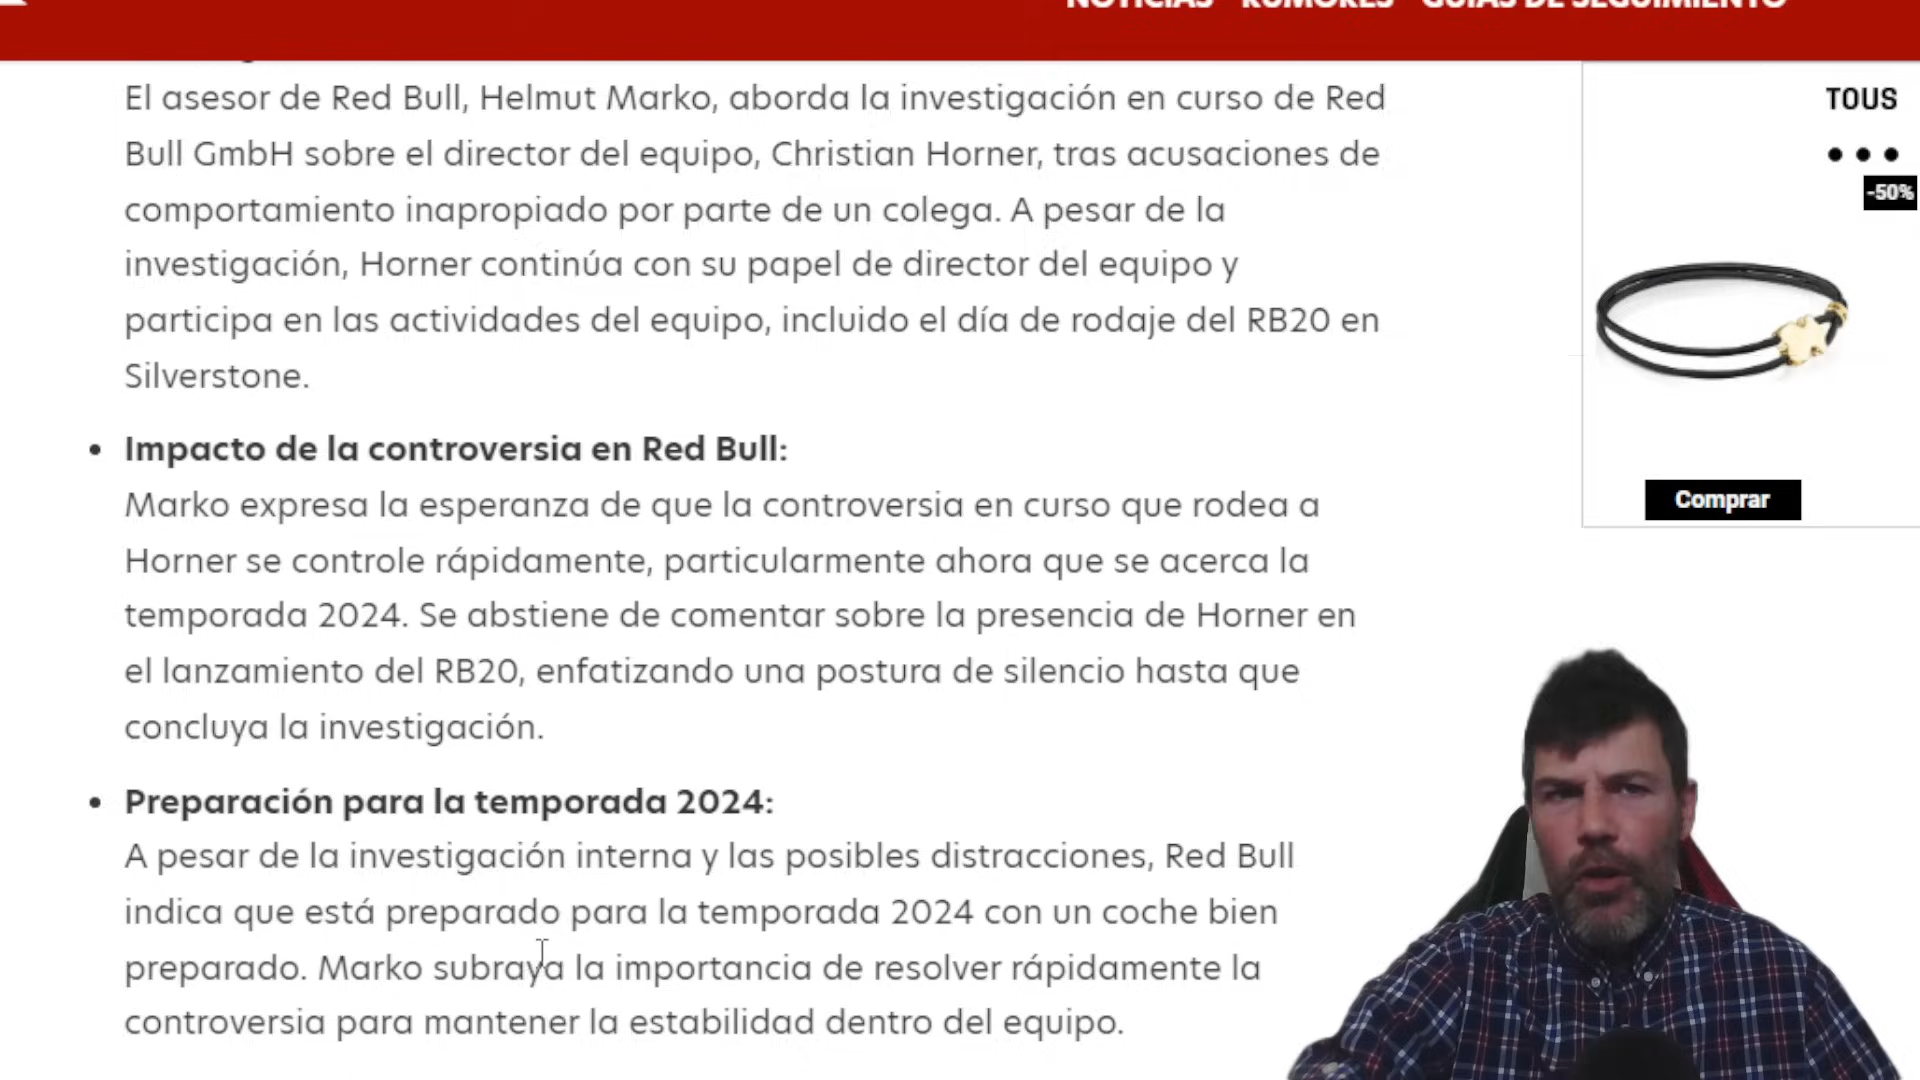 NOTICIAS RUMORES GUÍAS DE SEGUIMIENTO
El asesor de Red Bull, Helmut Marko, aborda la investigación en curso de Red
Bull GmbH sobre el director del equipo, Christian Horner, tras acusaciones de
comportamiento inapropiado por parte de un colega. A pesar de la
investigación, Horner continúa con su papel de director del equipo y
participa en las actividades del equipo, incluido el día de rodaje del RB20 en
Silverstone.
• Impacto de la controversia en Red Bull:
Marko expresa la esperanza de que la controversia en curso que rodea a
Horner se controle rápidamente, particularmente ahora que se acerca la
temporada 2024. Se abstiene de comentar sobre la presencia de Horner en
el lanzamiento del RB20, enfatizando una postura de silencio hasta que
concluya la investigación.
• Preparación para la temporada 2024:
A pesar de la investigación interna y las posibles distracciones, Red Bull
indica que está preparado para la temporada 2024 con un coche bien
preparado. Marko subraya la importancia de resolver rápidamente la
controversia para mantener la estabilidad dentro del equipo.
TOUS
-50%
Comprar